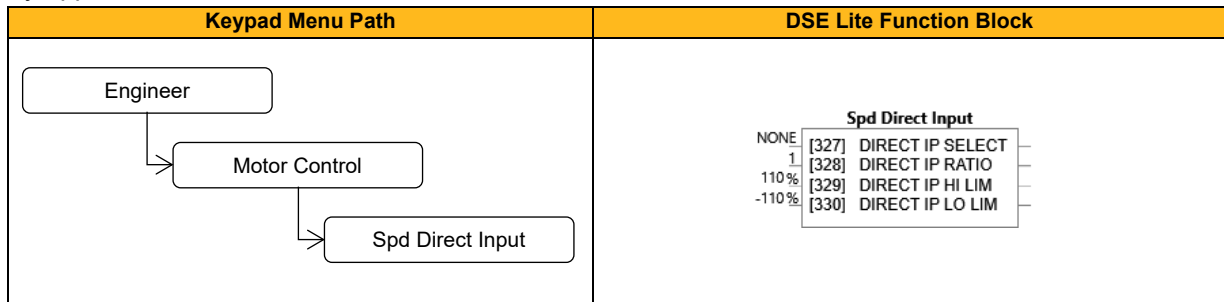 Keypad Menu Path
DSE Lite Function Block
Engineer
Motor Control
Spd Direct Input
Spd Direct Input
NONE [327] DIRECT IP SELECT
1 [328] DIRECT IP RATIO
110% [329] DIRECT IP HI LIM
-110% [330] DIRECT IP LO LIM